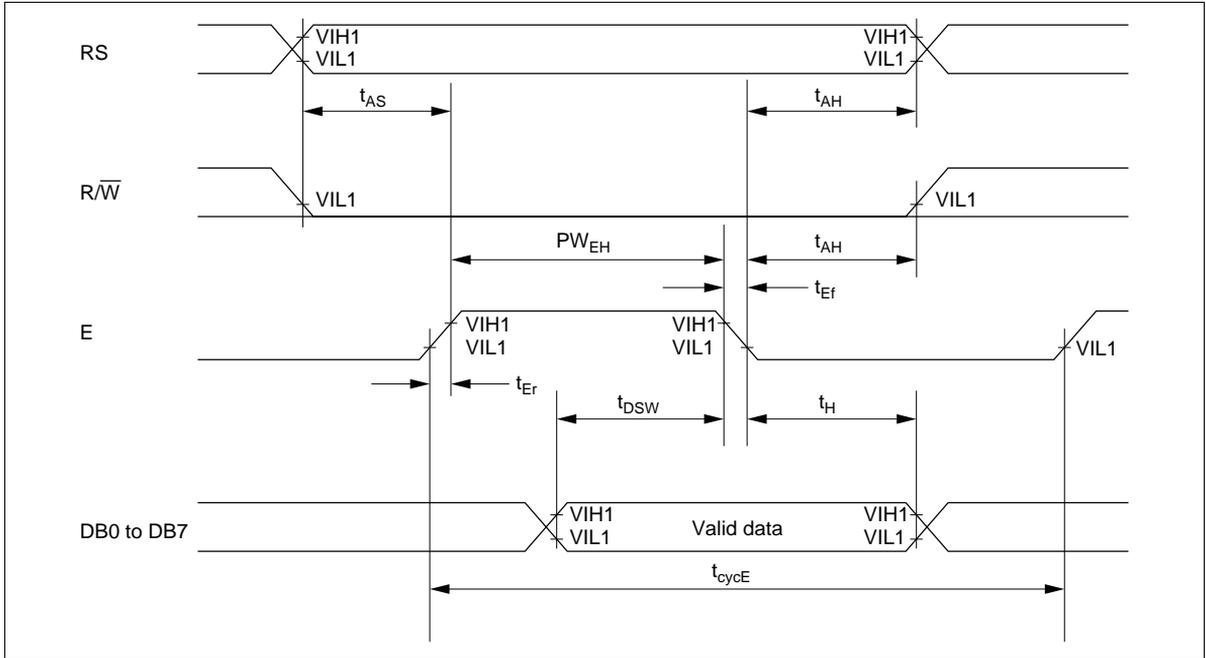 RS
VIH1
VIL1
VIH1
VIL1
tAS
tAH
R/W̅
VIL1
VIL1
PWEH
tAH
tEf
E
VIH1
VIL1
VIH1
VIL1
VIL1
tEr
tDSW
tH
DB0 to DB7
VIH1
VIL1
Valid data
VIH1
VIL1
tcycE